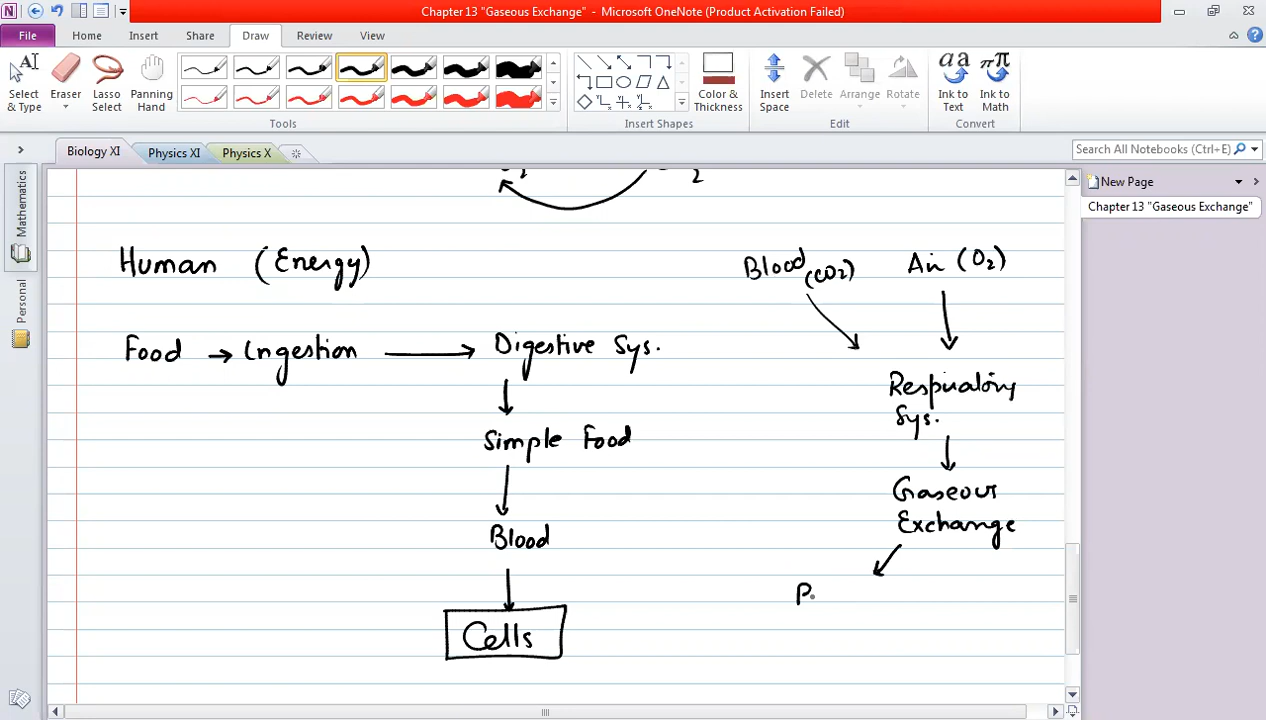 Chapter 13 "Gaseous Exchange" - Microsoft OneNote (Product Activation Failed)
File Home Insert Share Draw Review View
Select & Type
Eraser
Lasso Select
Panning Hand
Color & Thickness
Insert Space
Delete
Arrange
Rotate
Ink to Text
Ink to Math
Tools Insert Shapes Edit Convert
Biology XI Physics XI Physics X
Search All Notebooks (Ctrl+E)
New Page
Chapter 13 "Gaseous Exchange"
Mathematics
Personal
Human (Energy)
Blood (CO2) Air (O2)
Food → Ingestion → Digestive Sys.
Respiratory
Sys.
Simple Food
Gaseous
Exchange
Blood
Cells